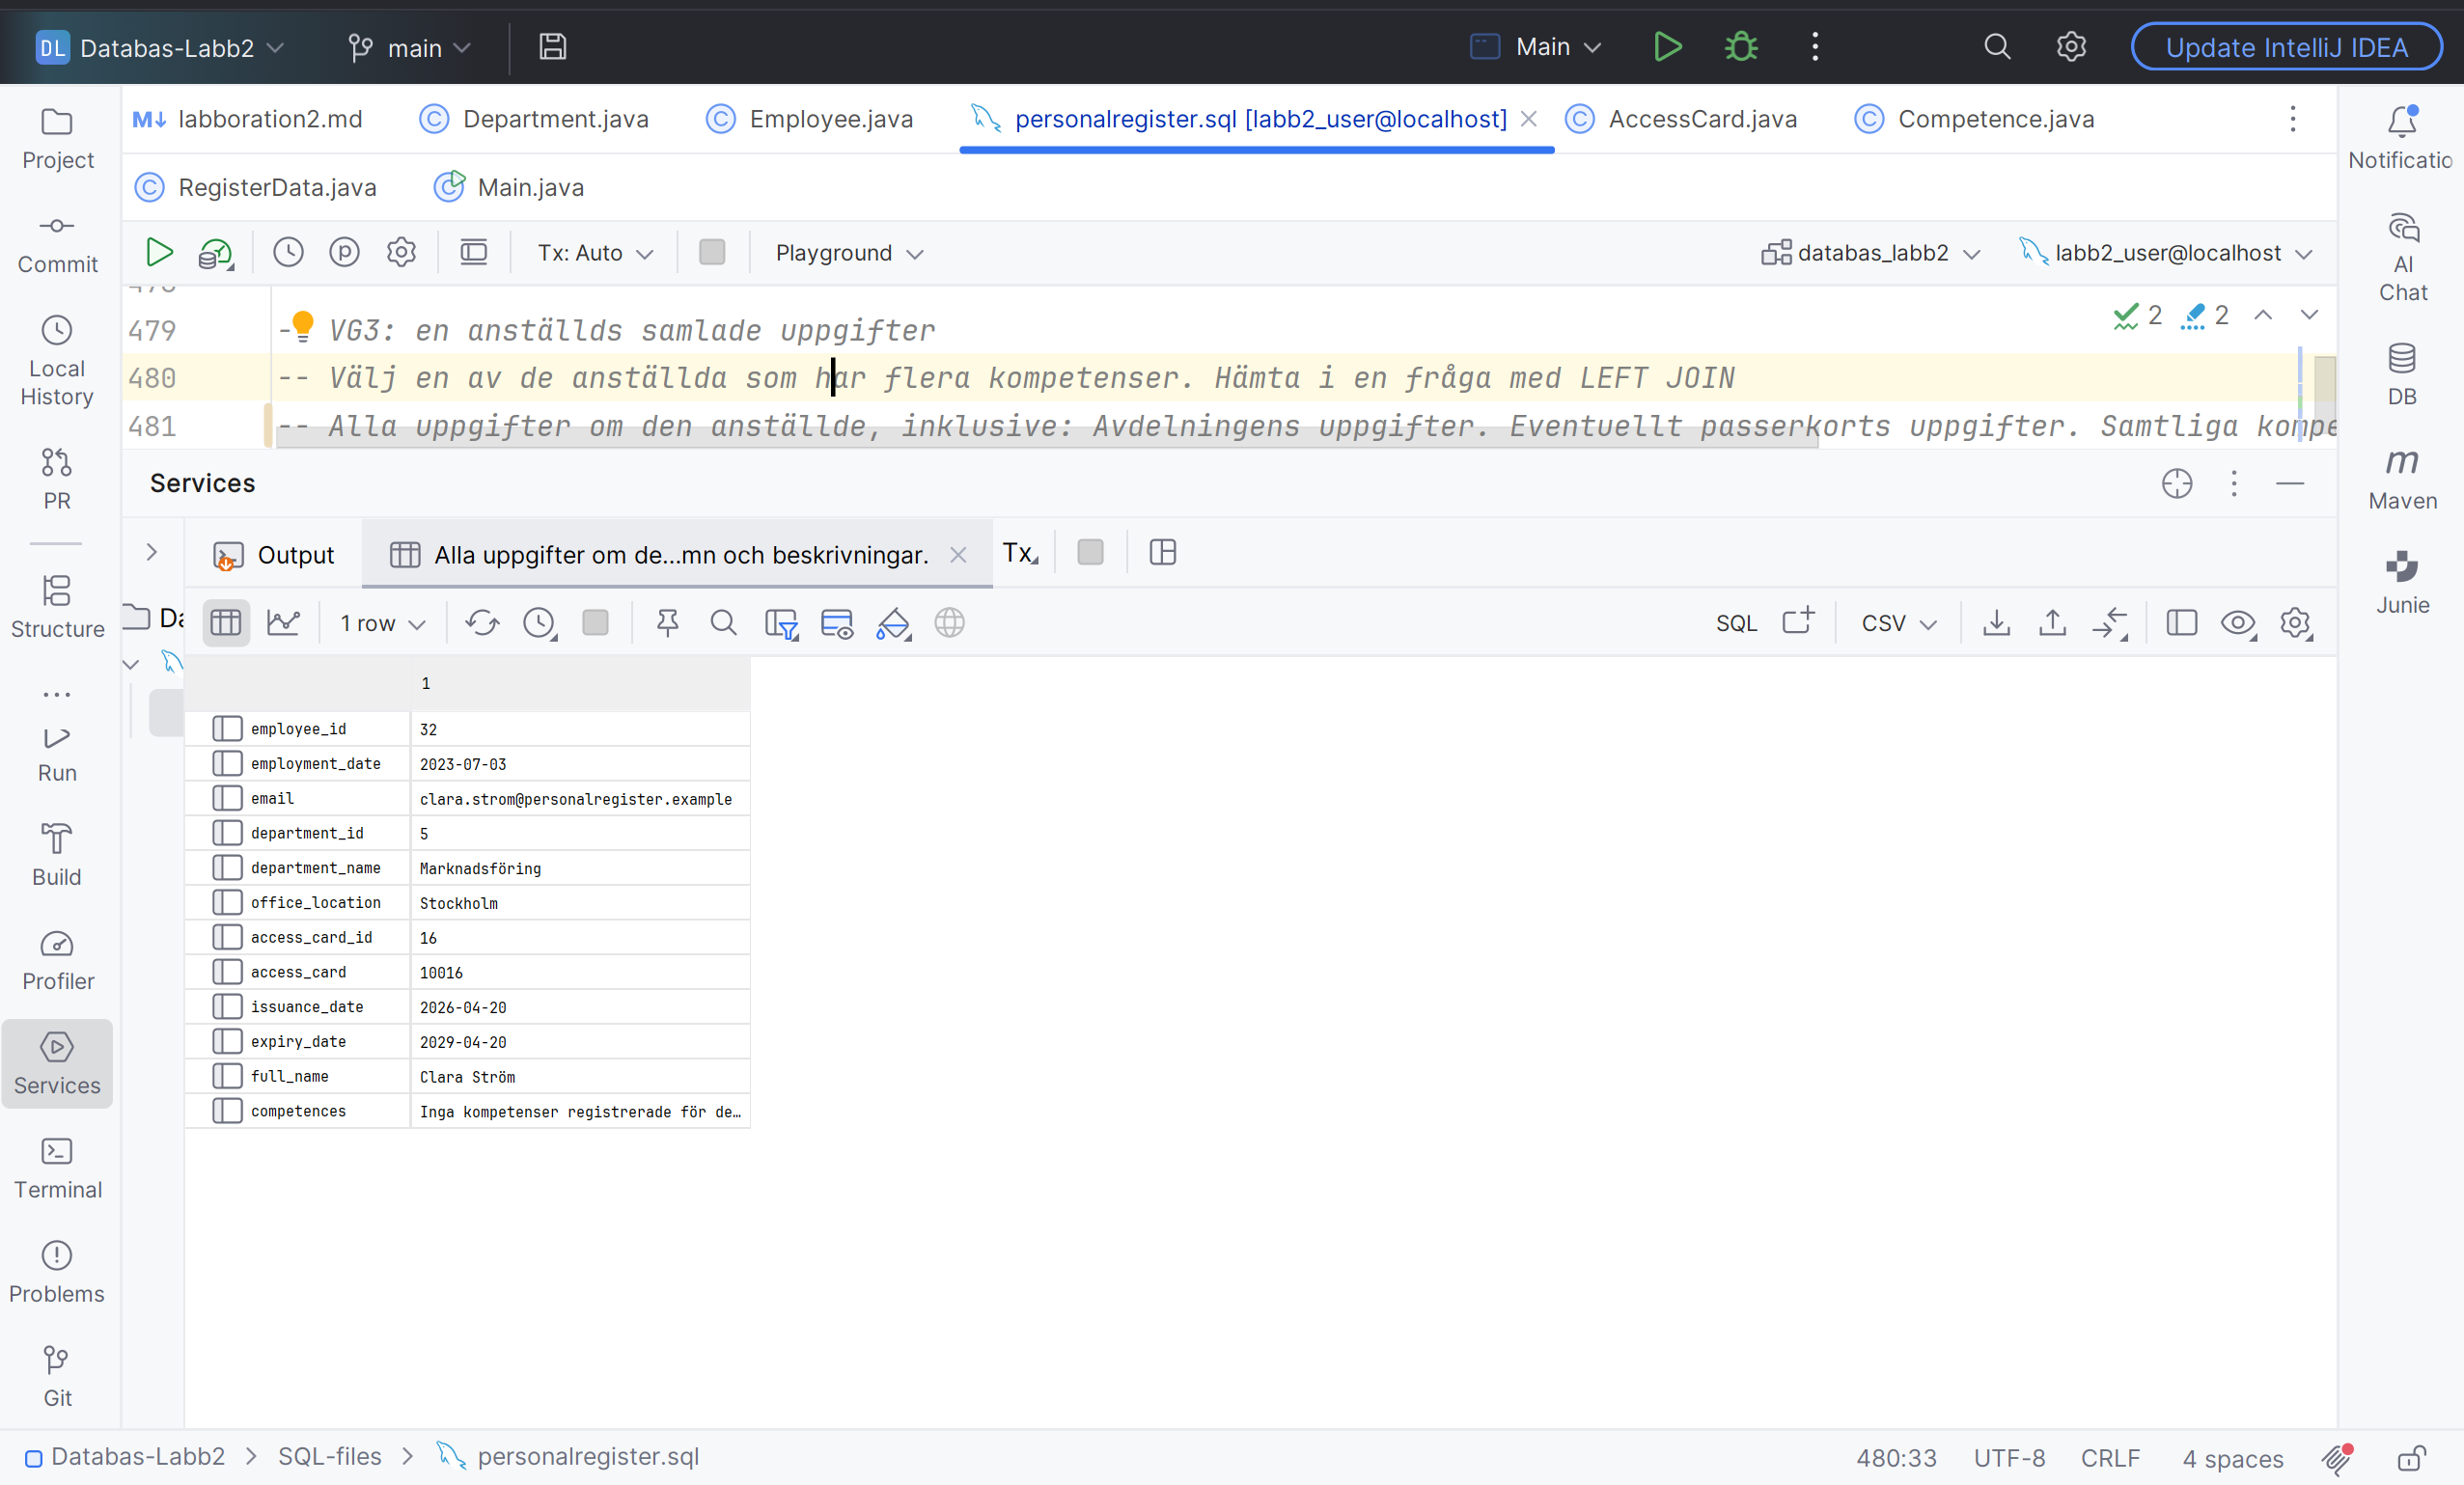 DL Databas-Labb2 main Main Update IntelliJ IDEA
M↓ labboration2.md C Department.java C Employee.java personalregister.sql [labb2_user@localhost] C AccessCard.java C Competence.java
C RegisterData.java C Main.java
Tx: Auto Playground databas_labb2 labb2_user@localhost
479 - VG3: en anställds samlade uppgifter 2 2
480 -- Välj en av de anställda som har flera kompetenser. Hämta i en fråga med LEFT JOIN
481 -- Alla uppgifter om den anställde, inklusive: Avdelningens uppgifter. Eventuellt passerkorts uppgifter. Samtliga kompe
Services
Output Alla uppgifter om de...mn och beskrivningar. Tx
1 row SQL CSV
1
employee_id 32
employment_date 2023-07-03
email clara.strom@personalregister.example
department_id 5
department_name Marknadsföring
office_location Stockholm
access_card_id 16
access_card 10016
issuance_date 2026-04-20
expiry_date 2029-04-20
full_name Clara Ström
competences Inga kompetenser registrerade för de…
Project
Commit
Local
History
PR
Structure
Run
Build
Profiler
Services
Terminal
Problems
Git
Notificatio
AI
Chat
DB
m
Maven
Junie
Databas-Labb2 > SQL-files > personalregister.sql 480:33 UTF-8 CRLF 4 spaces